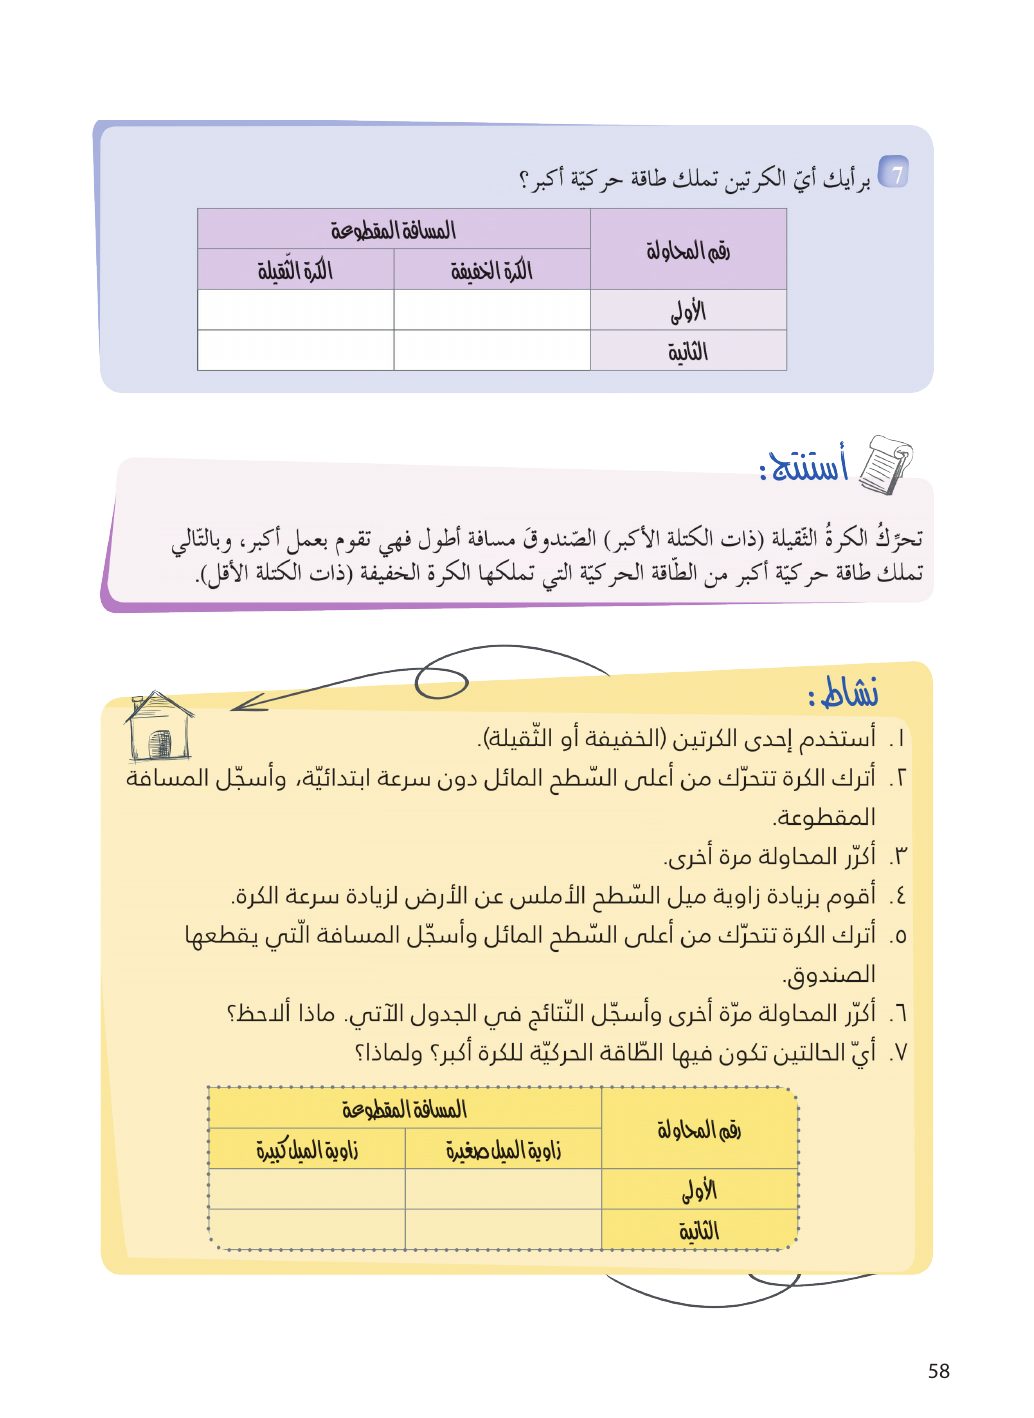 7 برأيك أيّ الكرتين تملك طاقة حركيّة أكبر؟
رقم المحاولة
المسافة المقطوعة
الكرة الخفيفة
الكرة الثّقيلة
الأولى
الثانية
أستنتج:
تحرّكُ الكرةُ الثّقيلة (ذات الكتلة الأكبر) الصّندوقَ مسافة أطول فهي تقوم بعمل أكبر، وبالتّالي
تملك طاقة حركيّة أكبر من الطّاقة الحركيّة التي تملكها الكرة الخفيفة (ذات الكتلة الأقل).
نشاط:
١. أستخدم إحدى الكرتين (الخفيفة أو الثّقيلة).
٢. أترك الكرة تتحرّك من أعلى السّطح المائل دون سرعة ابتدائيّة، وأسجّل المسافة
المقطوعة.
٣. أكرّر المحاولة مرة أخرى.
٤. أقوم بزيادة زاوية ميل السّطح الأملس عن الأرض لزيادة سرعة الكرة.
٥. أترك الكرة تتحرّك من أعلى السّطح المائل وأسجّل المسافة الّتي يقطعها
الصندوق.
٦. أكرّر المحاولة مرّة أخرى وأسجّل النّتائج في الجدول الآتي. ماذا ألاحظ؟
٧. أيّ الحالتين تكون فيها الطّاقة الحركيّة للكرة أكبر؟ ولماذا؟
رقم المحاولة
المسافة المقطوعة
زاوية الميل صغيرة
زاوية الميل كبيرة
الأولى
الثانية
58